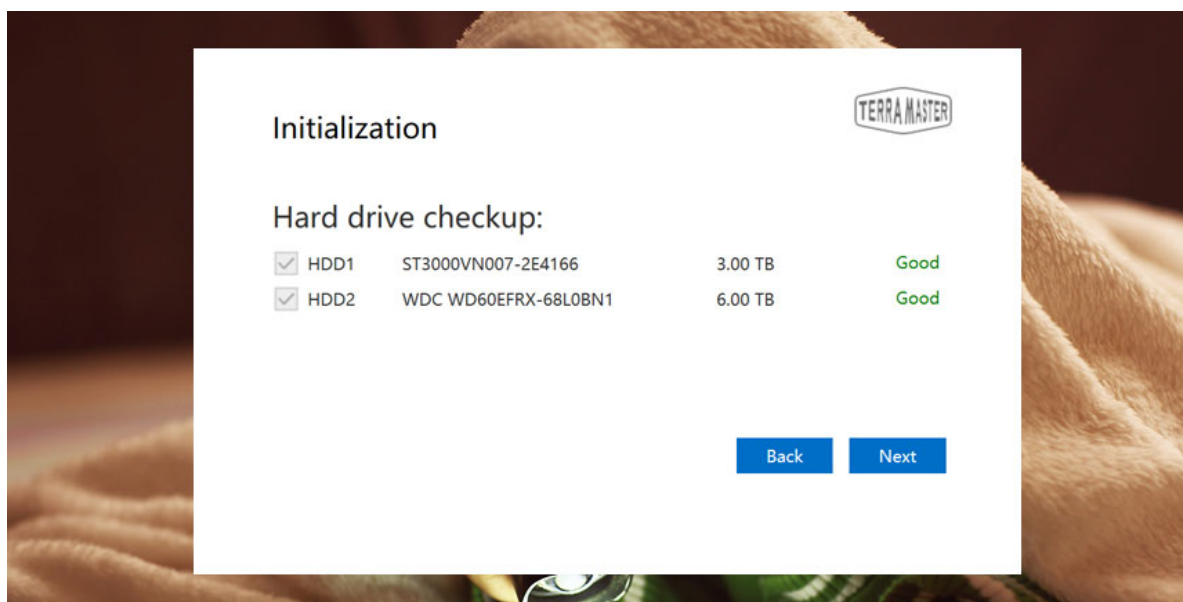 TERRA MASTER
Initialization
Hard drive checkup:
HDD1 ST3000VN007-2E4166 3.00 TB Good
HDD2 WDC WD60EFRX-68L0BN1 6.00 TB Good
Back Next